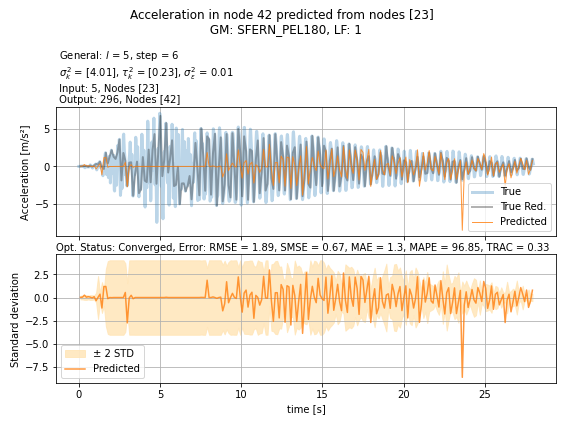 Acceleration in node 42 predicted from nodes [23]
GM: SFERN_PEL180, LF: 1
General: l = 5, step = 6
σ²ₖ = [4.01], τ²ₖ = [0.23], σ²ε = 0.01
Input: 5, Nodes [23]
Output: 296, Nodes [42]
Acceleration [m/s²]
5
0
−5
True
True Red.
Predicted
Opt. Status: Converged, Error: RMSE = 1.89, SMSE = 0.67, MAE = 1.3, MAPE = 96.85, TRAC = 0.33
Standard deviation
2.5
0.0
−2.5
−5.0
−7.5
± 2 STD
Predicted
0 5 10 15 20 25
time [s]